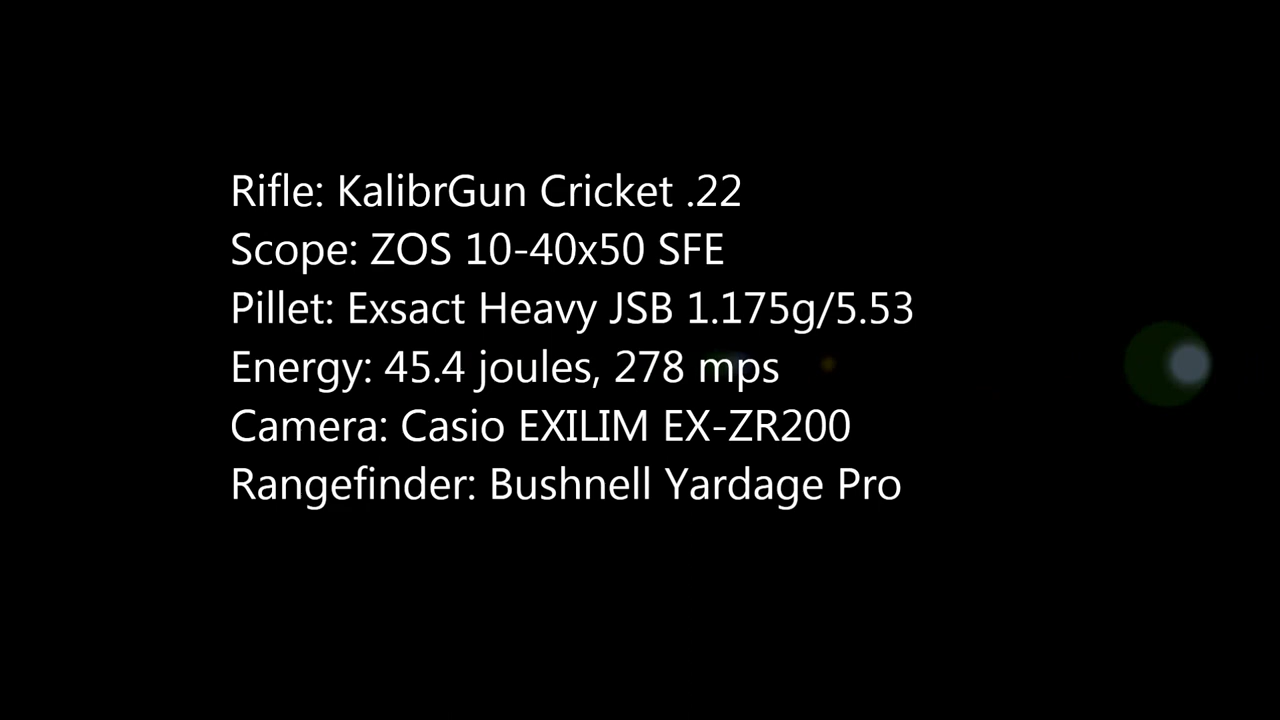 Rifle: KalibrGun Cricket .22
Scope: ZOS 10-40x50 SFE
Pillet: Exsact Heavy JSB 1.175g/5.53
Energy: 45.4 joules, 278 mps
Camera: Casio EXILIM EX-ZR200
Rangefinder: Bushnell Yardage Pro